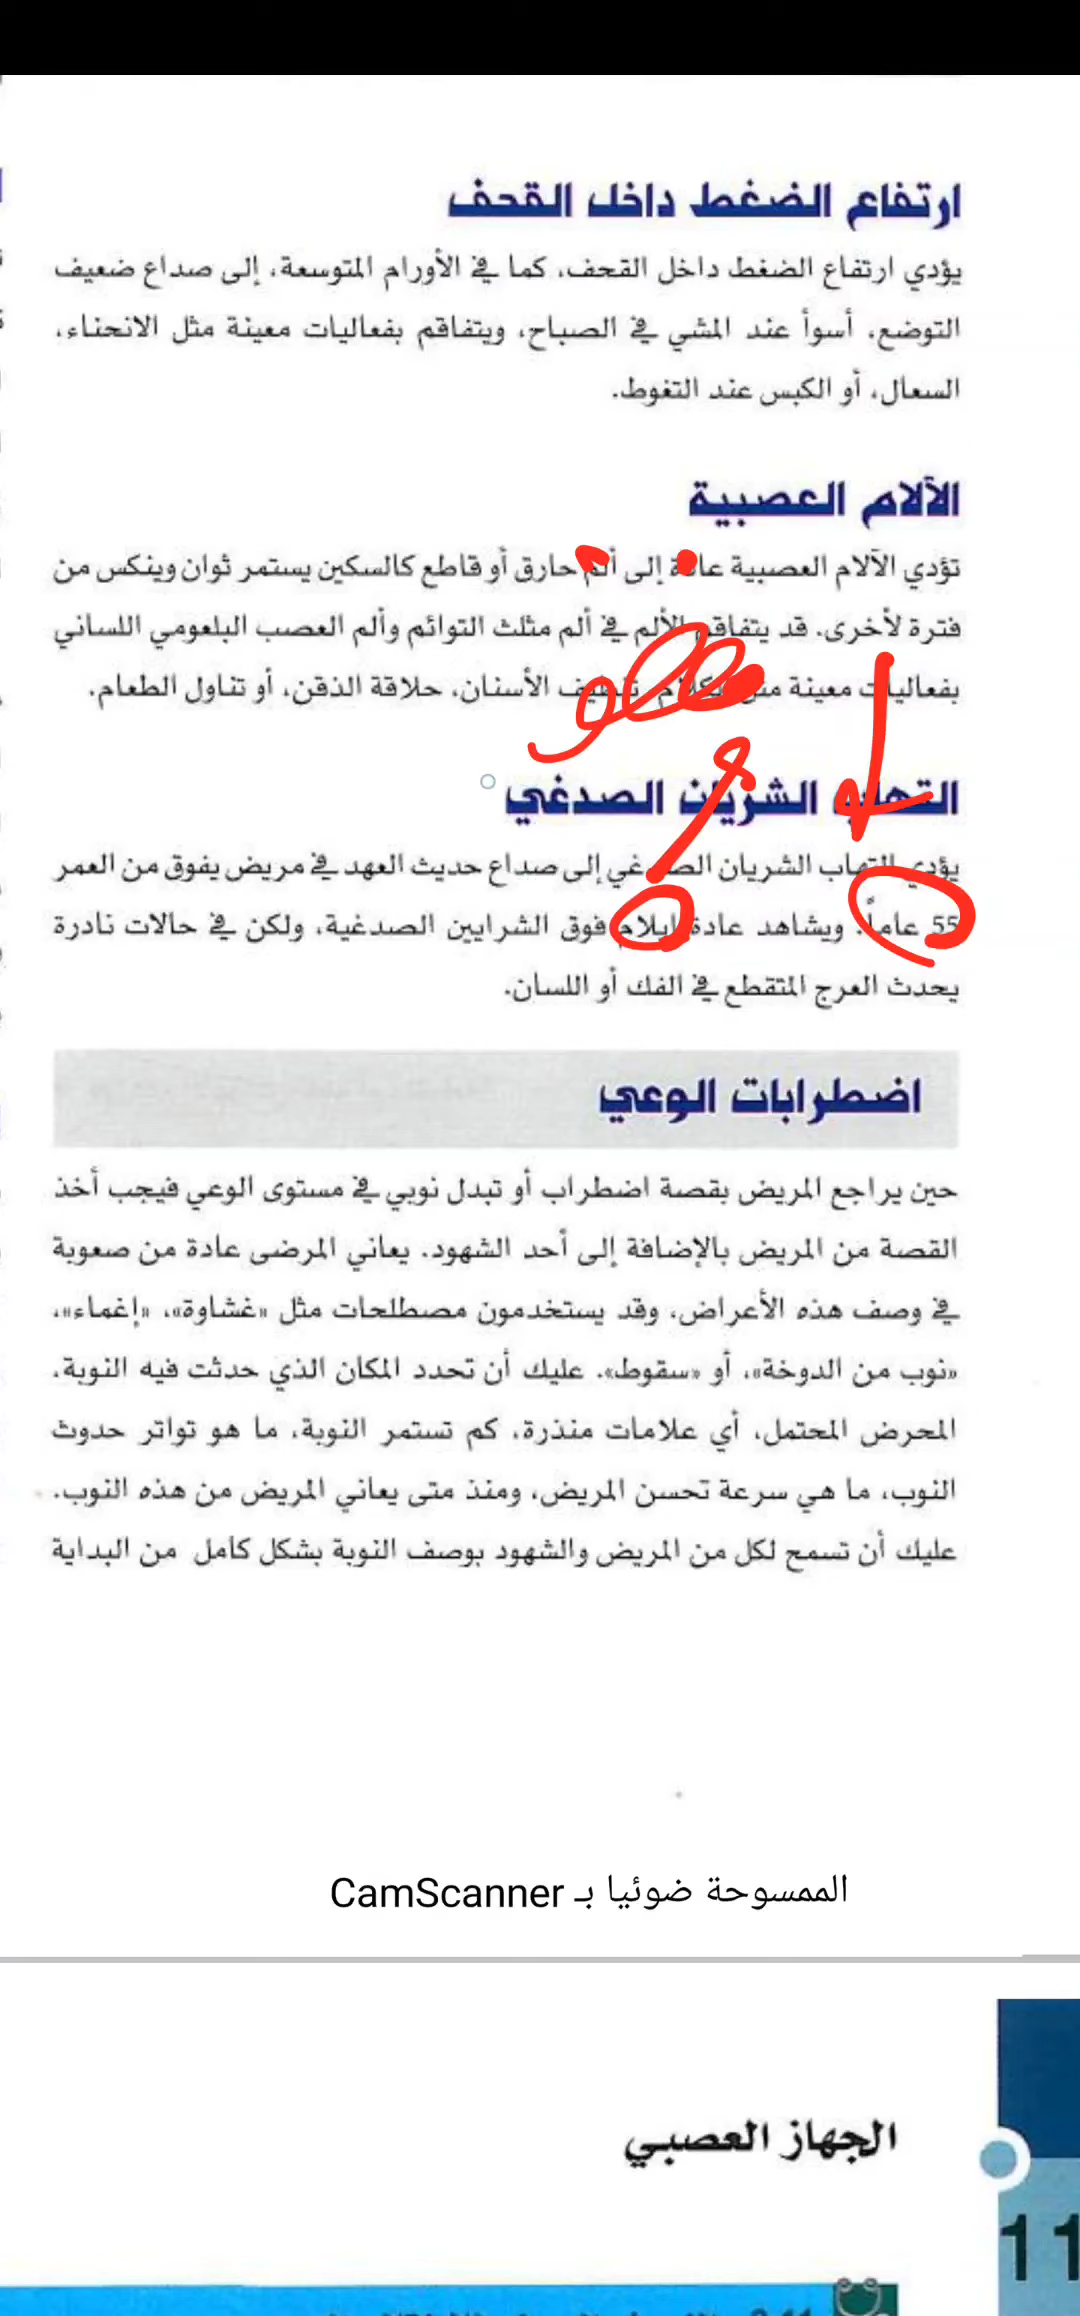 ارتفاع الضغط داخل القحف
يؤدي ارتفاع الضغط داخل القحف، كما في الأورام المتوسعة، إلى صداع ضعيف
التوضع، أسوأ عند المشي في الصباح، ويتفاقم بفعاليات معينة مثل الانحناء،
السعال، أو الكبس عند التغوط.
الآلام العصبية
تؤدي الآلام العصبية عادة إلى ألم حارق أو قاطع كالسكين يستمر ثوان وينكس من
فترة لأخرى. قد يتفاقم الألم في ألم مثلث التوائم وألم العصب البلعومي اللساني
بفعاليات معينة مثل الكلام، تنظيف الأسنان، حلاقة الذقن، أو تناول الطعام.
التهاب الشريان الصدغي
يؤدي التهاب الشريان الصدغي إلى صداع حديث العهد في مريض يفوق من العمر
55 عاماً، ويشاهد عادة إيلام فوق الشرايين الصدغية، ولكن في حالات نادرة
يحدث العرج المتقطع في الفك أو اللسان.
اضطرابات الوعي
حين يراجع المريض بقصة اضطراب أو تبدل نوبي في مستوى الوعي فيجب أخذ
القصة من المريض بالإضافة إلى أحد الشهود. يعاني المرضى عادة من صعوبة
في وصف هذه الأعراض، وقد يستخدمون مصطلحات مثل «غشاوة»، «إغماء»،
«نوب من الدوخة»، أو «سقوط». عليك أن تحدد المكان الذي حدثت فيه النوبة،
المحرض المحتمل، أي علامات منذرة، كم تستمر النوبة، ما هو تواتر حدوث
النوب، ما هي سرعة تحسن المريض، ومنذ متى يعاني المريض من هذه النوب.
عليك أن تسمح لكل من المريض والشهود بوصف النوبة بشكل كامل من البداية
الممسوحة ضوئيا بـ CamScanner
الجهاز العصبي
11